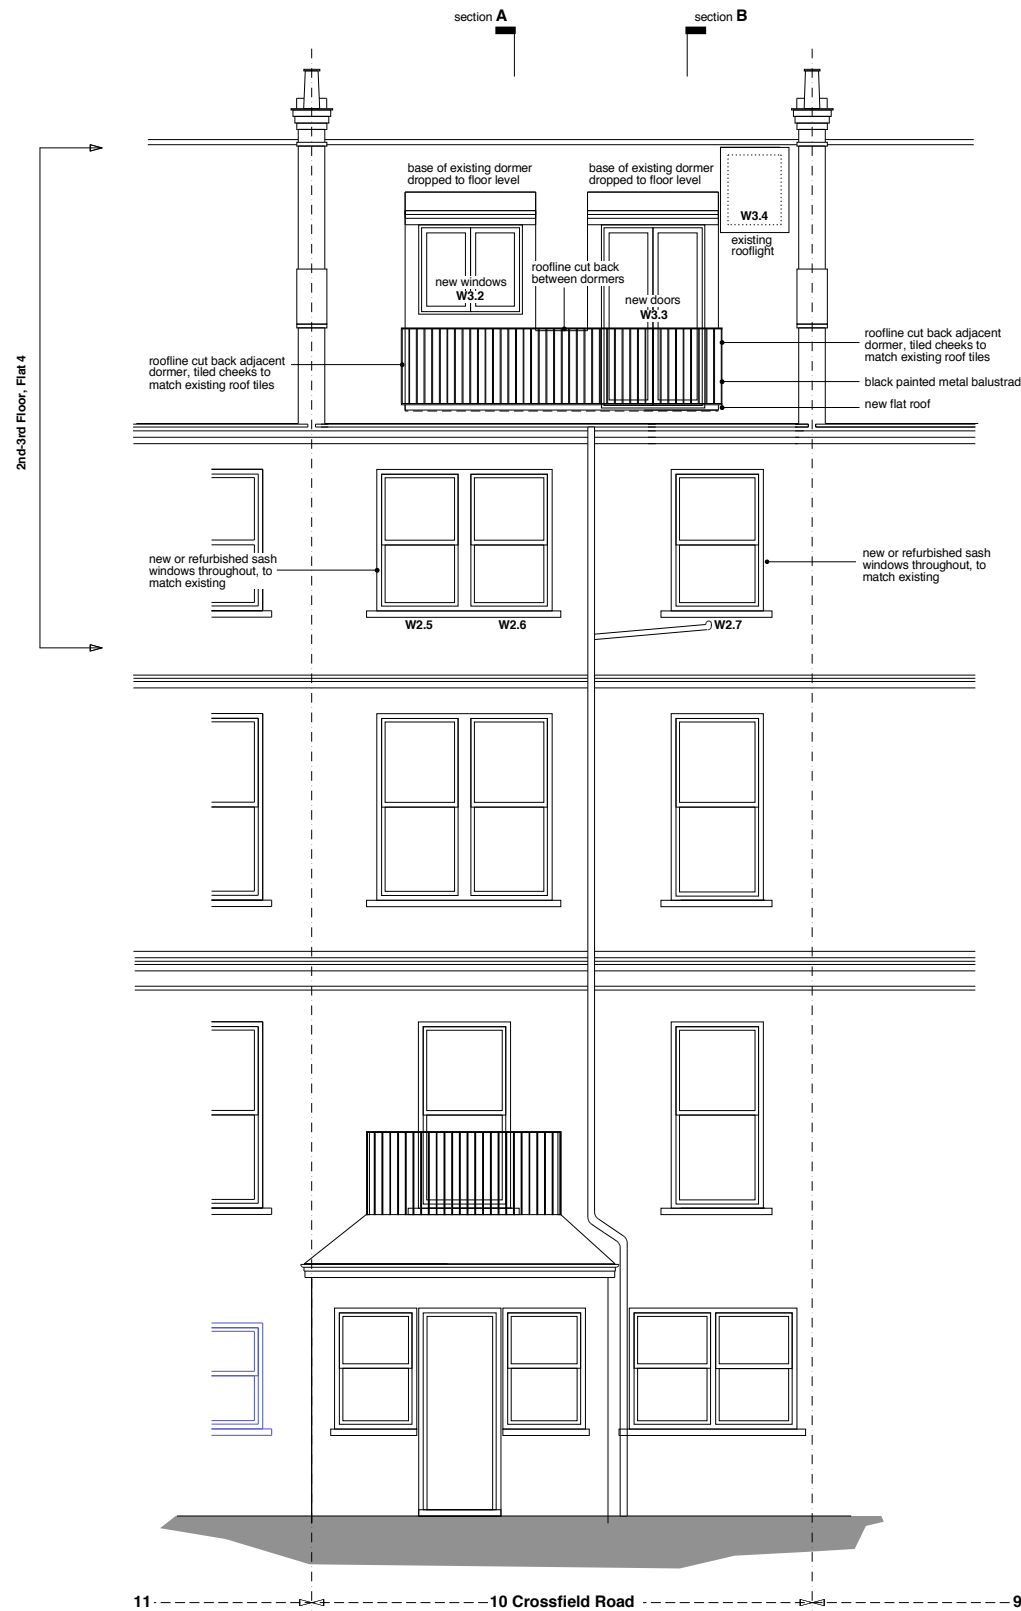 section A
section B
base of existing dormer
dropped to floor level
base of existing dormer
dropped to floor level
W3.4
existing
rooflight
roofline cut back
between dormers
new windows
W3.2
new doors
W3.3
roofline cut back adjacent
dormer, tiled cheeks to
match existing roof tiles
roofline cut back adjacent
dormer, tiled cheeks to
match existing roof tiles
black painted metal balustrad
new flat roof
2nd-3rd Floor, Flat 4
new or refurbished sash
windows throughout, to
match existing
new or refurbished sash
windows throughout, to
match existing
W2.5
W2.6
W2.7
11
10 Crossfield Road
9